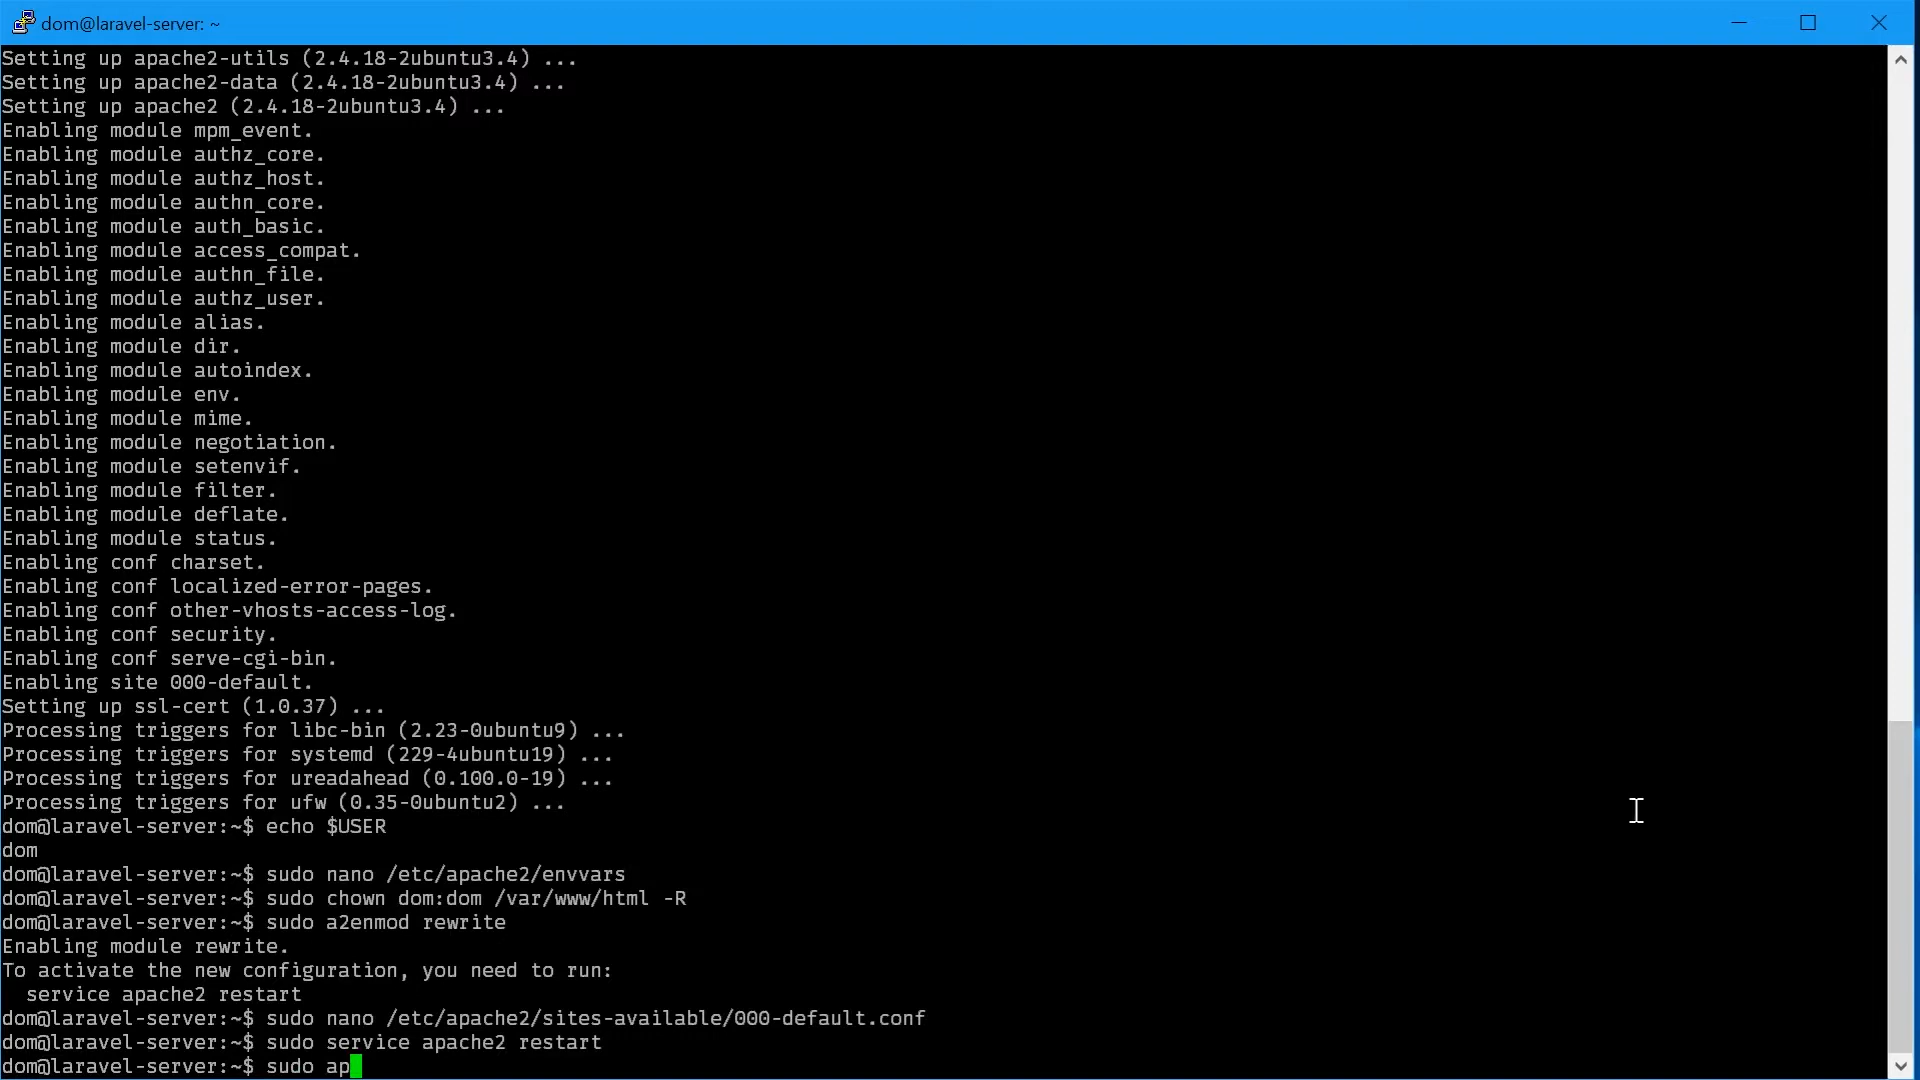 dom@laravel-server: ~
Setting up apache2-utils (2.4.18-2ubuntu3.4) ...
Setting up apache2-data (2.4.18-2ubuntu3.4) ...
Setting up apache2 (2.4.18-2ubuntu3.4) ...
Enabling module mpm_event.
Enabling module authz_core.
Enabling module authz_host.
Enabling module authn_core.
Enabling module auth_basic.
Enabling module access_compat.
Enabling module authn_file.
Enabling module authz_user.
Enabling module alias.
Enabling module dir.
Enabling module autoindex.
Enabling module env.
Enabling module mime.
Enabling module negotiation.
Enabling module setenvif.
Enabling module filter.
Enabling module deflate.
Enabling module status.
Enabling conf charset.
Enabling conf localized-error-pages.
Enabling conf other-vhosts-access-log.
Enabling conf security.
Enabling conf serve-cgi-bin.
Enabling site 000-default.
Setting up ssl-cert (1.0.37) ...
Processing triggers for libc-bin (2.23-0ubuntu9) ...
Processing triggers for systemd (229-4ubuntu19) ...
Processing triggers for ureadahead (0.100.0-19) ...
Processing triggers for ufw (0.35-0ubuntu2) ...
dom@laravel-server:~$ echo $USER
dom
dom@laravel-server:~$ sudo nano /etc/apache2/envvars
dom@laravel-server:~$ sudo chown dom:dom /var/www/html -R
dom@laravel-server:~$ sudo a2enmod rewrite
Enabling module rewrite.
To activate the new configuration, you need to run:
  service apache2 restart
dom@laravel-server:~$ sudo nano /etc/apache2/sites-available/000-default.conf
dom@laravel-server:~$ sudo service apache2 restart
dom@laravel-server:~$ sudo ap